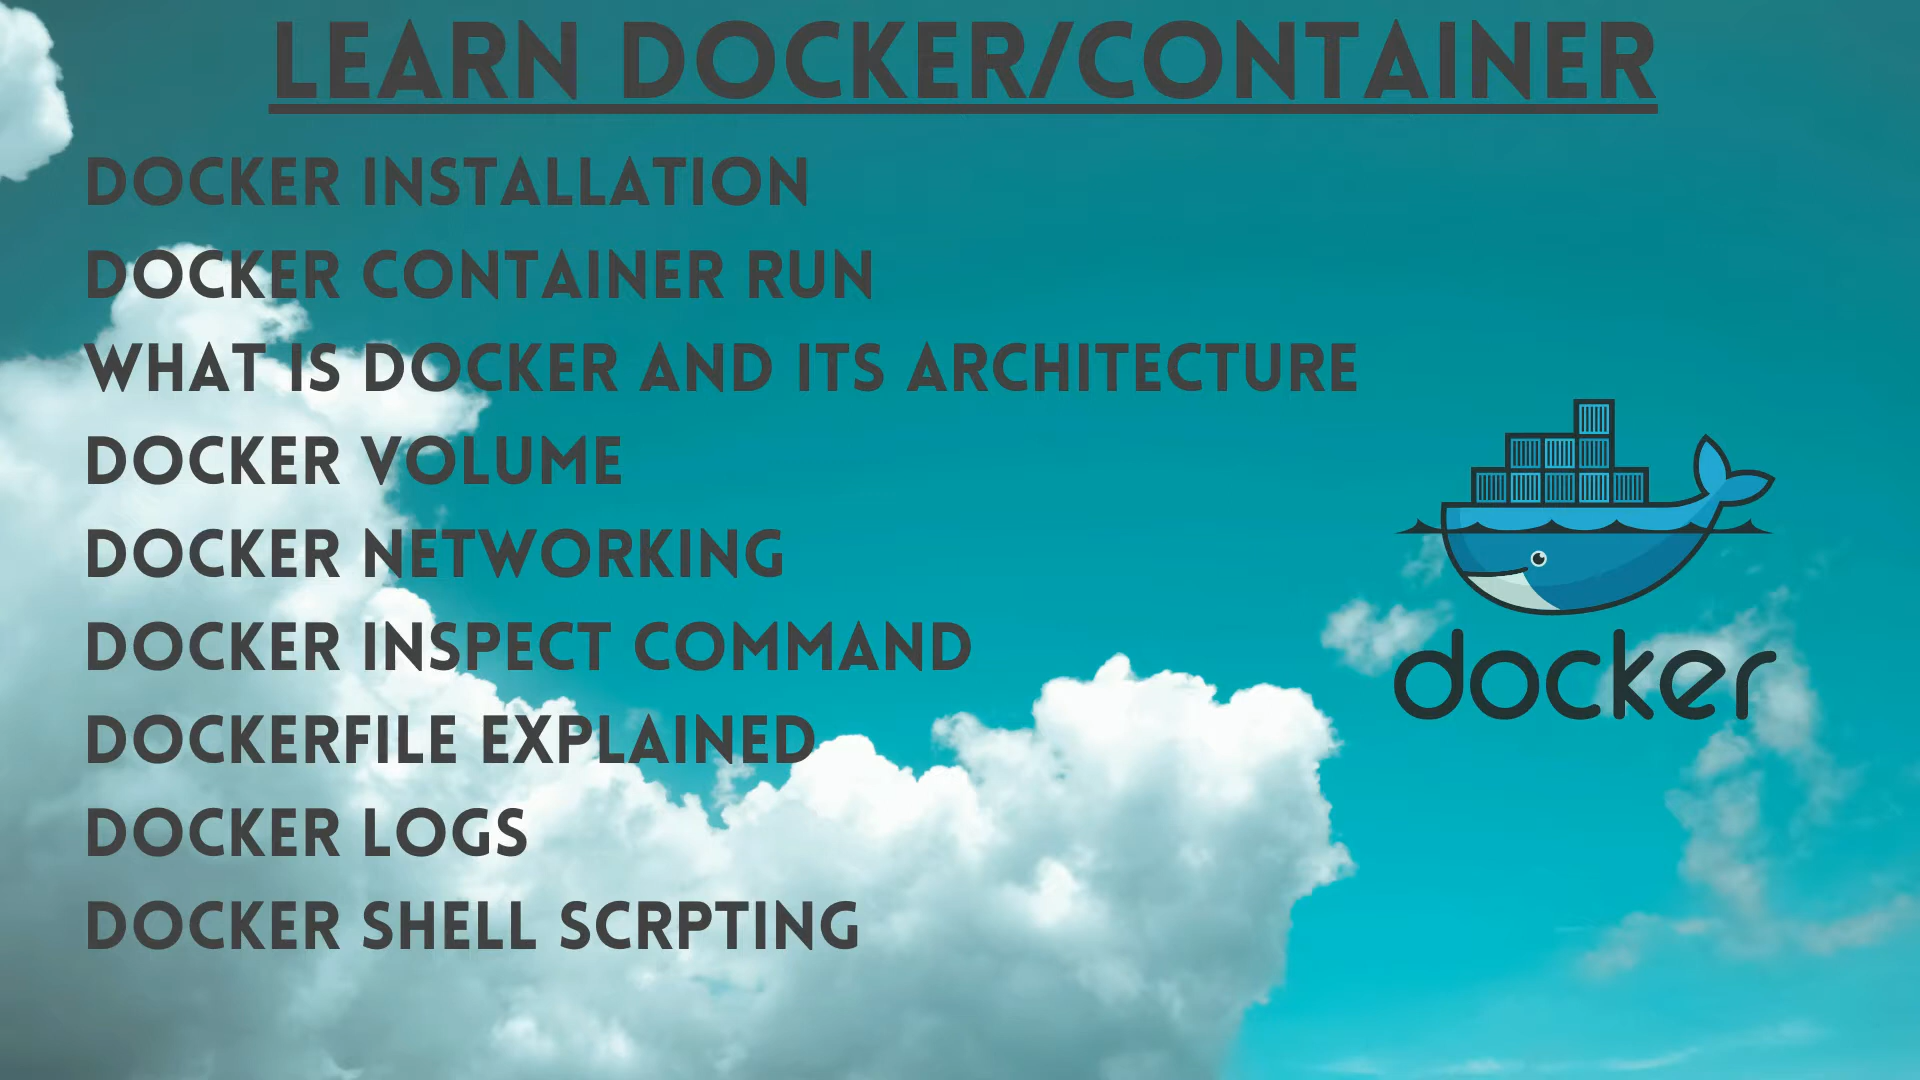 LEARN DOCKER/CONTAINER
DOCKER INSTALLATION
DOCKER CONTAINER RUN
WHAT IS DOCKER AND ITS ARCHITECTURE
DOCKER VOLUME
DOCKER NETWORKING
DOCKER INSPECT COMMAND
DOCKERFILE EXPLAINED
DOCKER LOGS
DOCKER SHELL SCRPTING
docker